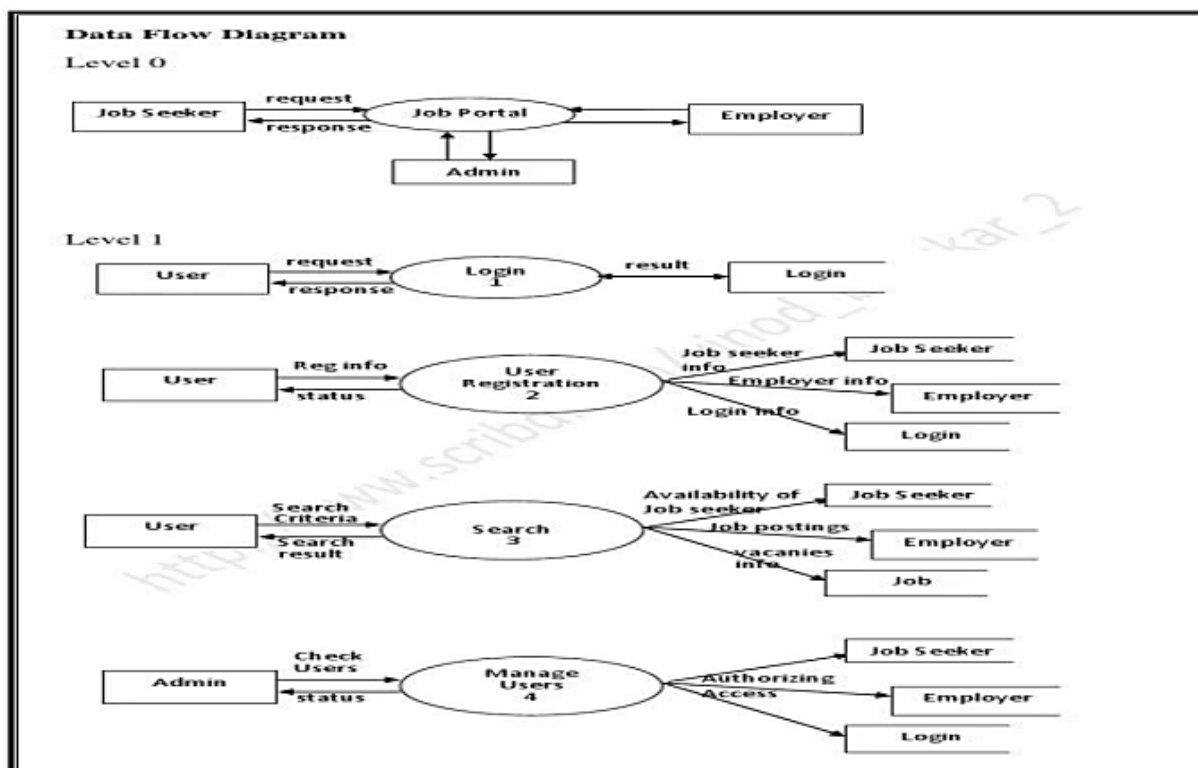 Data Flow Diagram
Level 0
Job Seeker
request
response
Job Portal
Employer
Admin
Level 1
User
request
response
Login
1
result
Login
User
Reg info
status
User
Registration
2
Job seeker
info
Employer info
Login info
Job Seeker
Employer
Login
User
Search
Criteria
Search
result
Search
3
Availability of
Job seeker
Job postings
vacanies
info
Job Seeker
Employer
Job
Admin
Check
Users
status
Manage
Users
4
Authorizing
Access
Job Seeker
Employer
Login